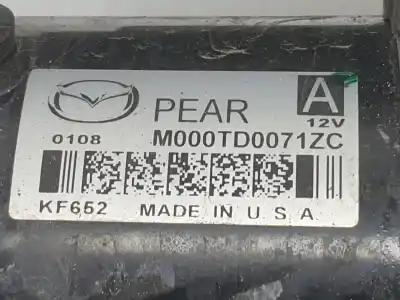 PEAR A
12V
0108 M000TD0071ZC
KF652 MADE IN U.S.A